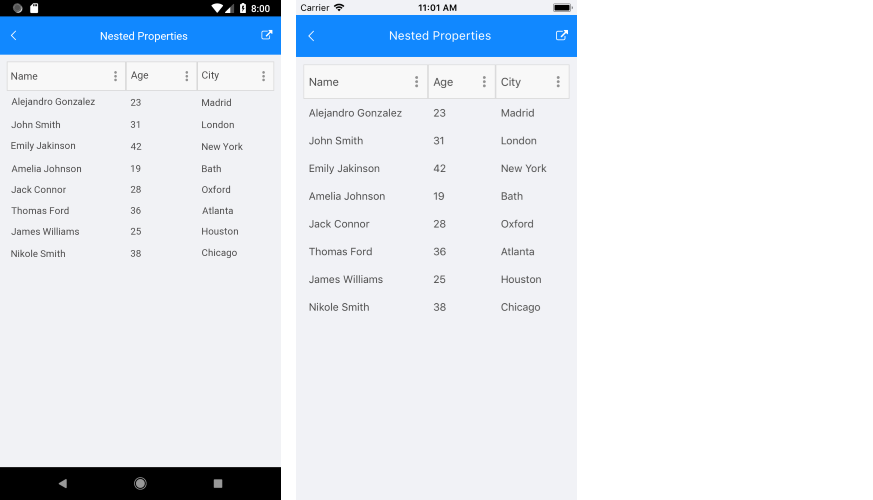 8:00
Nested Properties
Name Age City
Alejandro Gonzalez 23 Madrid
John Smith 31 London
Emily Jakinson 42 New York
Amelia Johnson 19 Bath
Jack Connor 28 Oxford
Thomas Ford 36 Atlanta
James Williams 25 Houston
Nikole Smith 38 Chicago
Carrier 11:01 AM
Nested Properties
Name Age City
Alejandro Gonzalez 23 Madrid
John Smith 31 London
Emily Jakinson 42 New York
Amelia Johnson 19 Bath
Jack Connor 28 Oxford
Thomas Ford 36 Atlanta
James Williams 25 Houston
Nikole Smith 38 Chicago